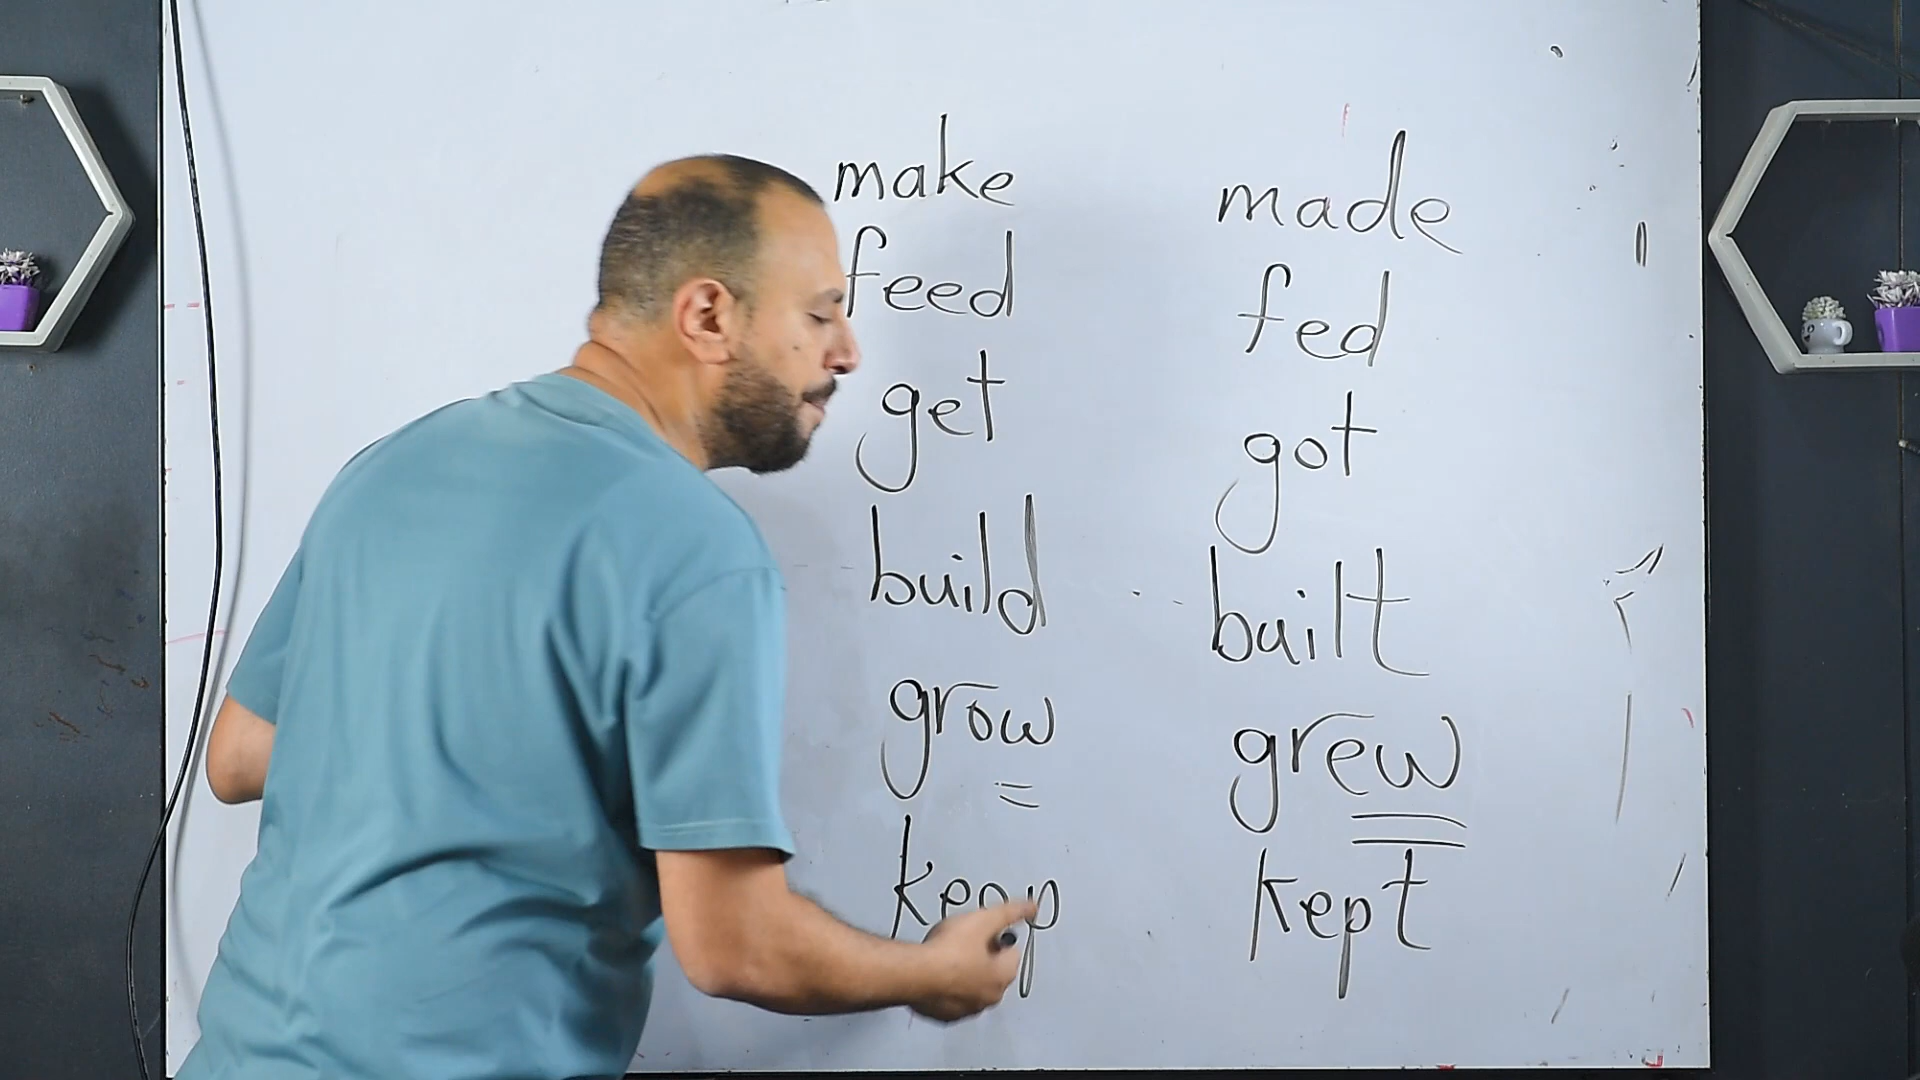 make made
feed fed
get got
build built
grow grew
keep kept